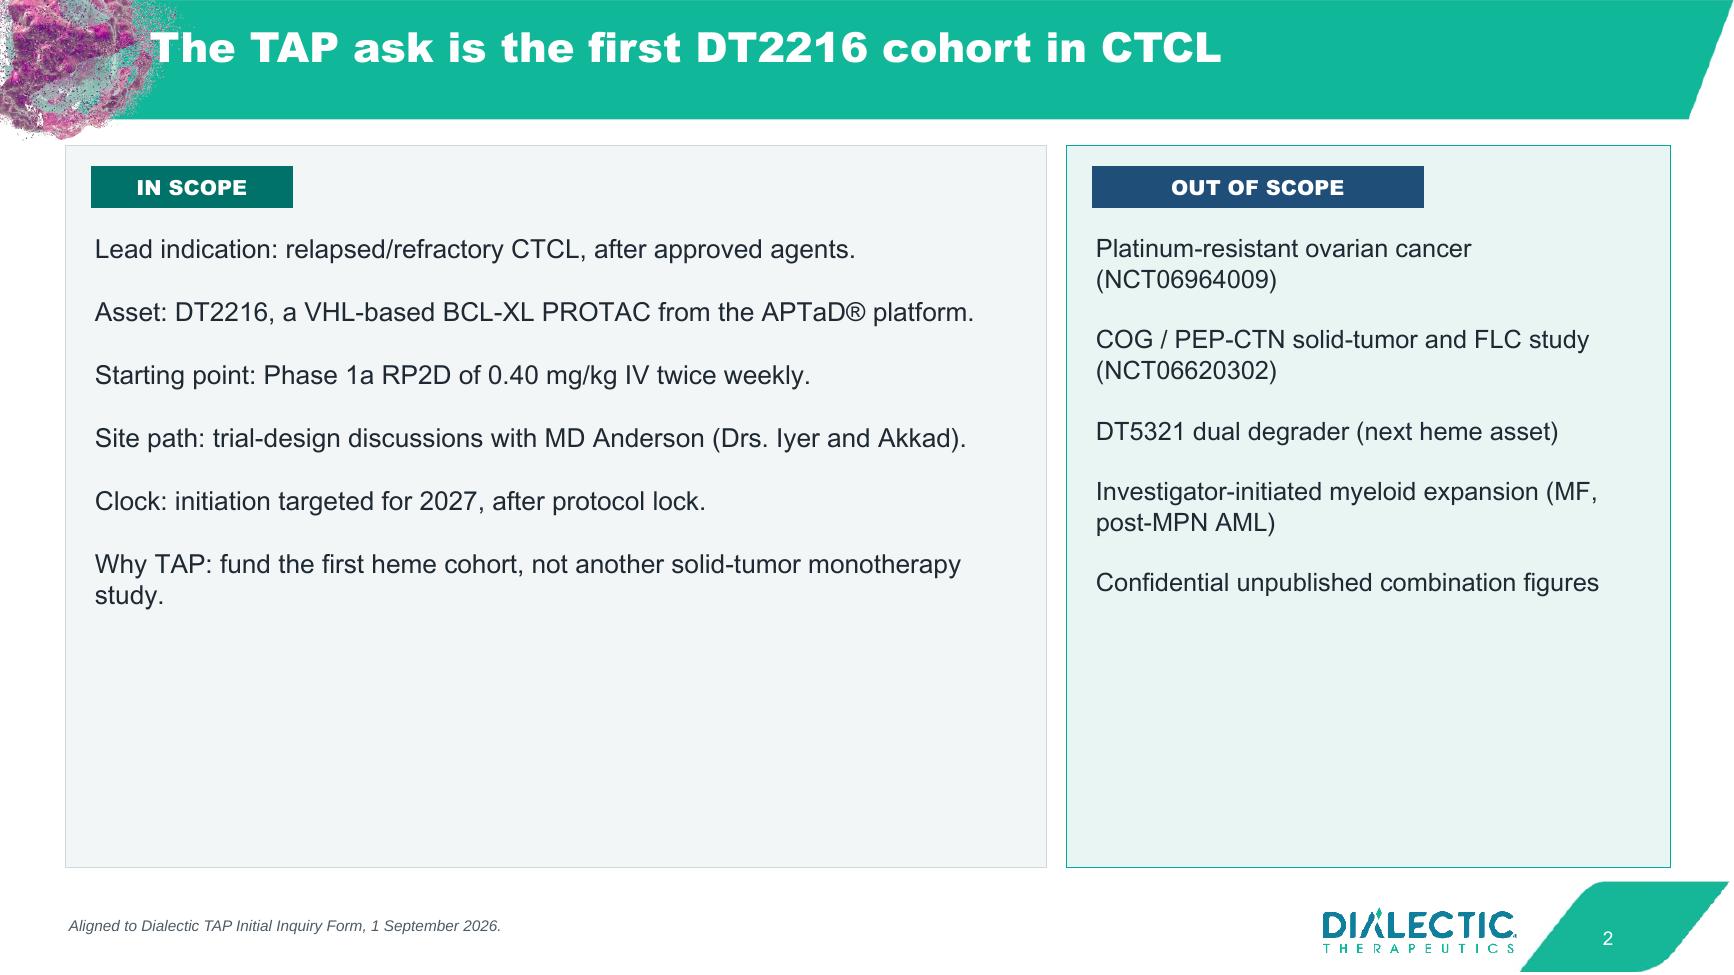 The TAP ask is the first DT2216 cohort in CTCL
IN SCOPE
Lead indication: relapsed/refractory CTCL, after approved agents.
Asset: DT2216, a VHL-based BCL-XL PROTAC from the APTaD® platform.
Starting point: Phase 1a RP2D of 0.40 mg/kg IV twice weekly.
Site path: trial-design discussions with MD Anderson (Drs. Iyer and Akkad).
Clock: initiation targeted for 2027, after protocol lock.
Why TAP: fund the first heme cohort, not another solid-tumor monotherapy
study.
OUT OF SCOPE
Platinum-resistant ovarian cancer
(NCT06964009)
COG / PEP-CTN solid-tumor and FLC study
(NCT06620302)
DT5321 dual degrader (next heme asset)
Investigator-initiated myeloid expansion (MF,
post-MPN AML)
Confidential unpublished combination figures
Aligned to Dialectic TAP Initial Inquiry Form, 1 September 2026.
DIALECTIC
THERAPEUTICS
2